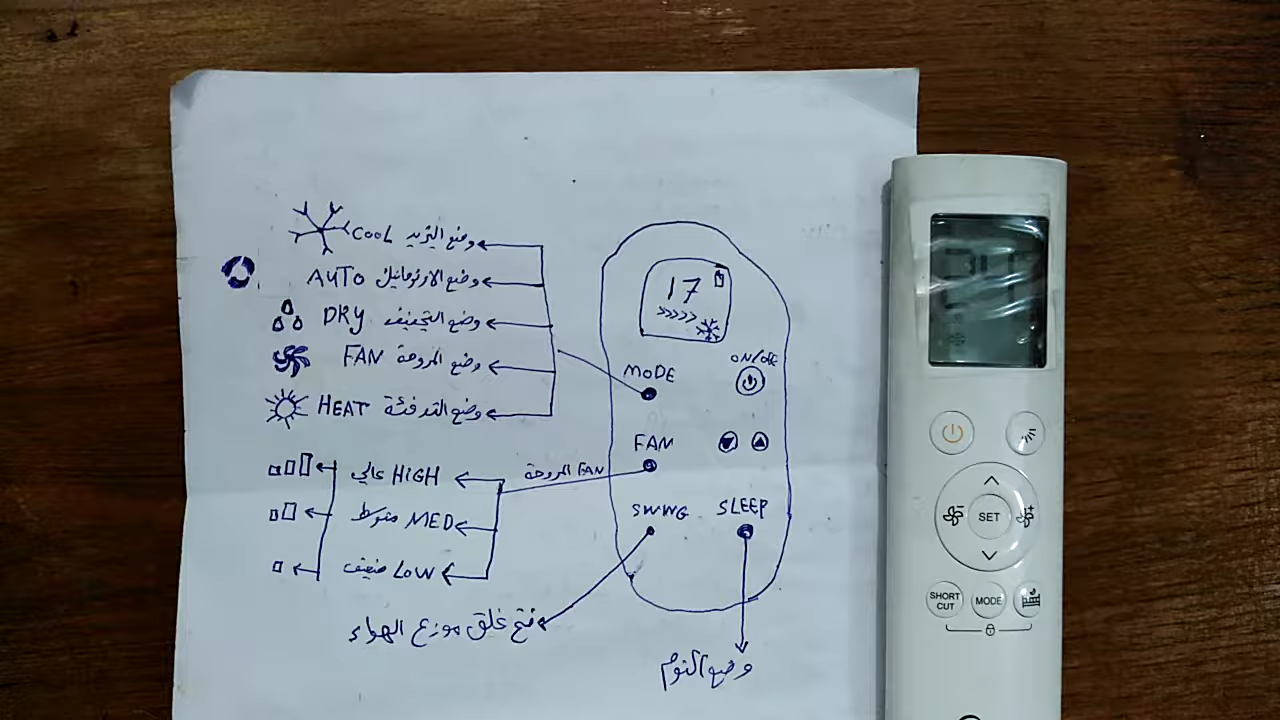 COOL وضع التبريد
AUTO وضع الاوتوماتيك
DRY وضع التجفيف
FAN وضع المروحة
HEAT وضع التدفئة
HIGH عالي
MED متوسط
LOW ضعيف
المروحة FAN
فتح غلق موزع الهواء
17
ON/OFF
MODE
FAN
SWING
SLEEP
وضع النوم
SET
SHORT CUT
MODE